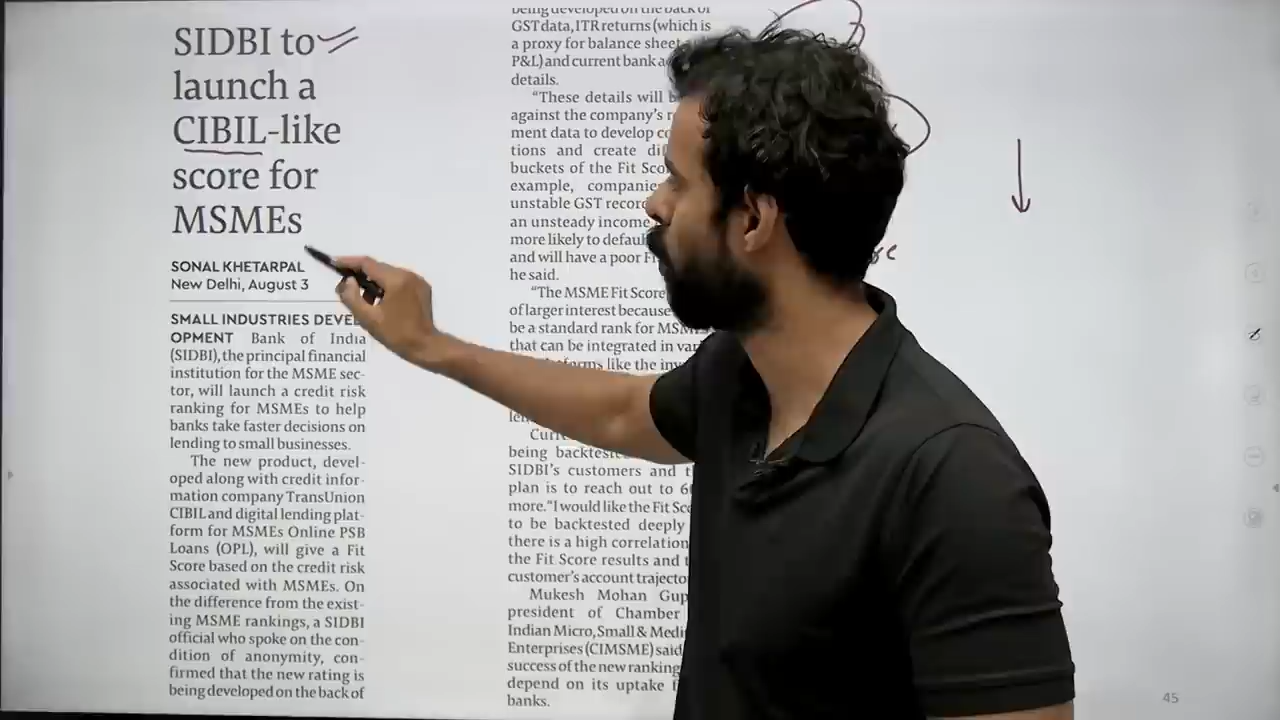 SIDBI to
launch a
CIBIL-like
score for
MSMEs
SONAL KHETARPAL
New Delhi, August 3
SMALL INDUSTRIES DEVEL
OPMENT Bank of India
(SIDBI), the principal financial
institution for the MSME sec-
tor, will launch a credit risk
ranking for MSMEs to help
banks take faster decisions on
lending to small businesses.
The new product, devel-
oped along with credit infor-
mation company TransUnion
CIBIL and digital lending plat-
form for MSMEs Online PSB
Loans (OPL), will give a Fit
Score based on the credit risk
associated with MSMEs. On
the difference from the exist-
ing MSME rankings, a SIDBI
official who spoke on the con-
dition of anonymity, con-
firmed that the new rating is
being developed on the back of
being developed on the back of
GST data, ITR returns (which is
a proxy for balance sheet
P&L) and current bank
details.
"These details will
against the company's
ment data to develop
tions and create
buckets of the Fit
example, companie
unstable GST record
an unsteady income
more likely to defaul
and will have a poor
he said.
"The MSME Fit Score
of larger interest because
be a standard rank for MSMEs
that can be integrated in
like the
being backteste
SIDBI's customers and
plan is to reach out to
more. "I would like the Fit
to be backtested deeply
there is a high correlation
the Fit Score results and
customer's account trajecto
Mukesh Mohan Gup
president of Chamber
Indian Micro, Small & Medi
Enterprises (CIMSME) said
success of the new ranking
depend on its uptake
banks.
45